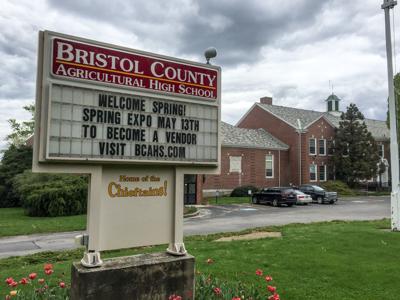 BRISTOL COUNTY
AGRICULTURAL HIGH SCHOOL
WELCOME SPRING!
SPRING EXPO MAY 13TH
TO BECOME A VENDOR
VISIT BCAHS.COM
Home of the
Chieftains!